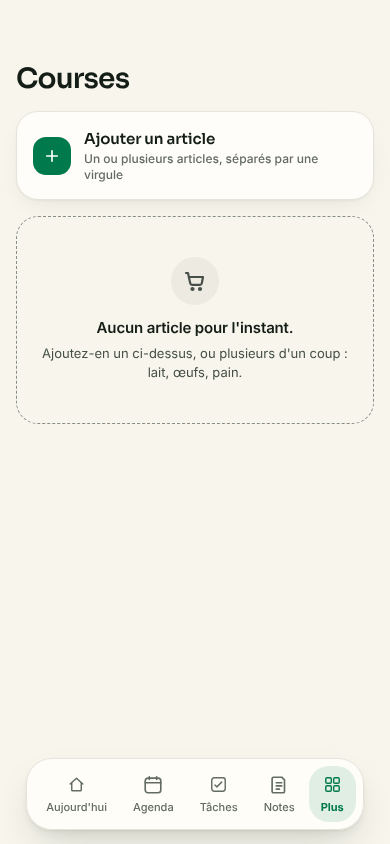 Courses
Ajouter un article
Un ou plusieurs articles, séparés par une
virgule
Aucun article pour l'instant.
Ajoutez-en un ci-dessus, ou plusieurs d'un coup :
lait, œufs, pain.
Aujourd'hui
Agenda
Tâches
Notes
Plus